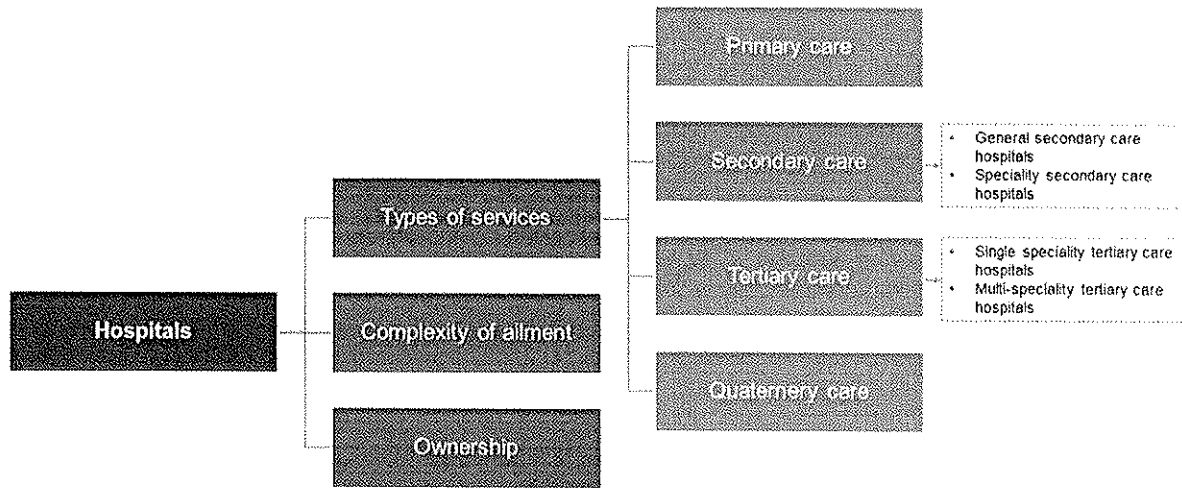 Primary care
Secondary care
• General secondary care
hospitals
• Speciality secondary care
hospitals
Types of services
Tertiary care
• Single speciality tertiary care
hospitals
• Multi-speciality tertiary care
hospitals
Hospitals
Complexity of ailment
Quaternery care
Ownership